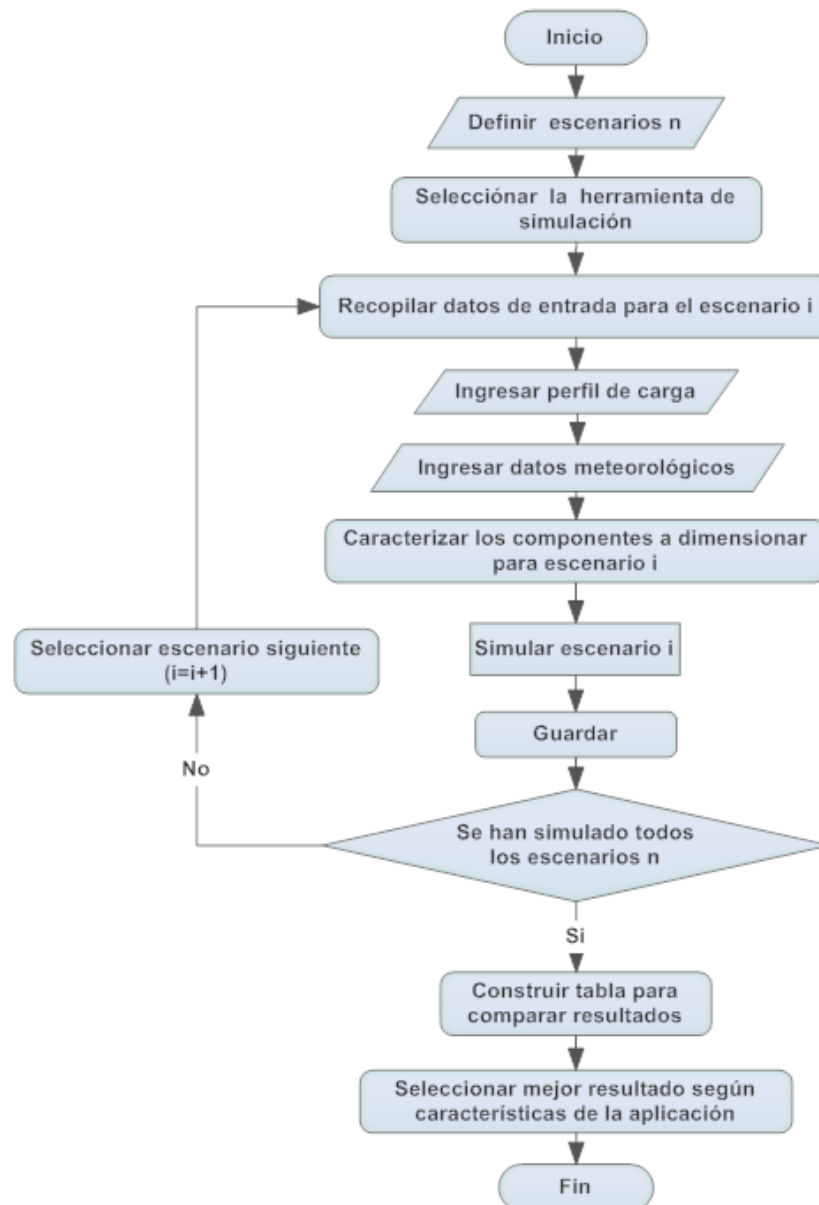 Inicio
Definir escenarios n
Selecciónar la herramienta de
simulación
Recopilar datos de entrada para el escenario i
Ingresar perfil de carga
Ingresar datos meteorológicos
Caracterizar los componentes a dimensionar
para escenario i
Simular escenario i
Seleccionar escenario siguiente
(i=i+1)
Guardar
No
Se han simulado todos
los escenarios n
Si
Construir tabla para
comparar resultados
Seleccionar mejor resultado según
características de la aplicación
Fin